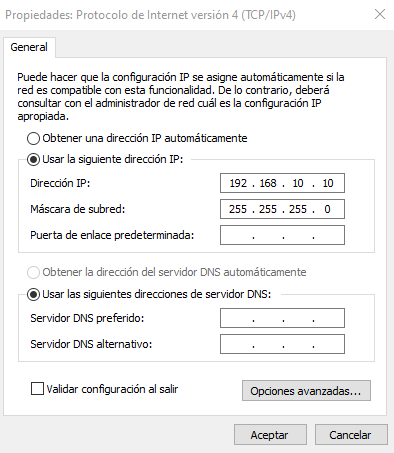 Propiedades: Protocolo de Internet versión 4 (TCP/IPv4)
General
Puede hacer que la configuración IP se asigne automáticamente si la
red es compatible con esta funcionalidad. De lo contrario, deberá
consultar con el administrador de red cuál es la configuración IP
apropiada.
Obtener una dirección IP automáticamente
Usar la siguiente dirección IP:
Dirección IP: 192 . 168 . 10 . 10
Máscara de subred: 255 . 255 . 255 . 0
Puerta de enlace predeterminada: . . .
Obtener la dirección del servidor DNS automáticamente
Usar las siguientes direcciones de servidor DNS:
Servidor DNS preferido: . . .
Servidor DNS alternativo: . . .
Validar configuración al salir Opciones avanzadas...
Aceptar Cancelar